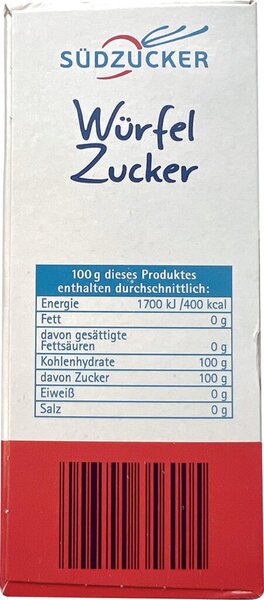 SÜDZUCKER
Würfel
Zucker
100 g dieses Produktes
enthalten durchschnittlich:
Energie 1700 kJ /400 kcal
Fett 0 g
davon gesättigte
Fettsäuren 0 g
Kohlenhydrate 100 g
davon Zucker 100 g
Eiweiß 0 g
Salz 0 g